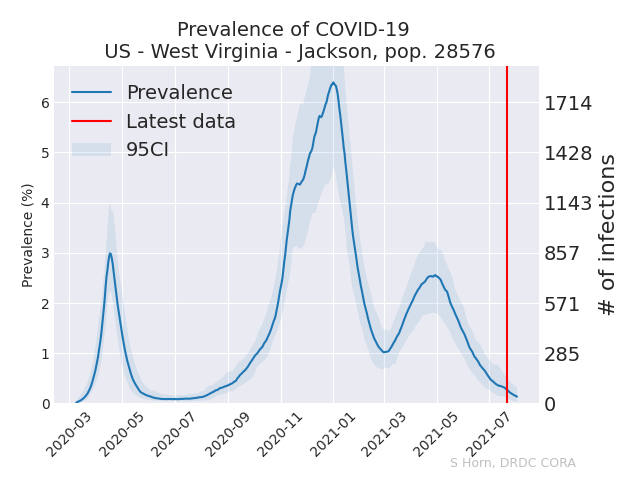 Prevalence of COVID-19
US - West Virginia - Jackson, pop. 28576
Prevalence
Latest data
95CI
Prevalence (%)
6
5
4
3
2
1
0
1714
1428
1143
857
571
285
0
# of infections
2020-03
2020-05
2020-07
2020-09
2020-11
2021-01
2021-03
2021-05
2021-07
S Horn, DRDC CORA